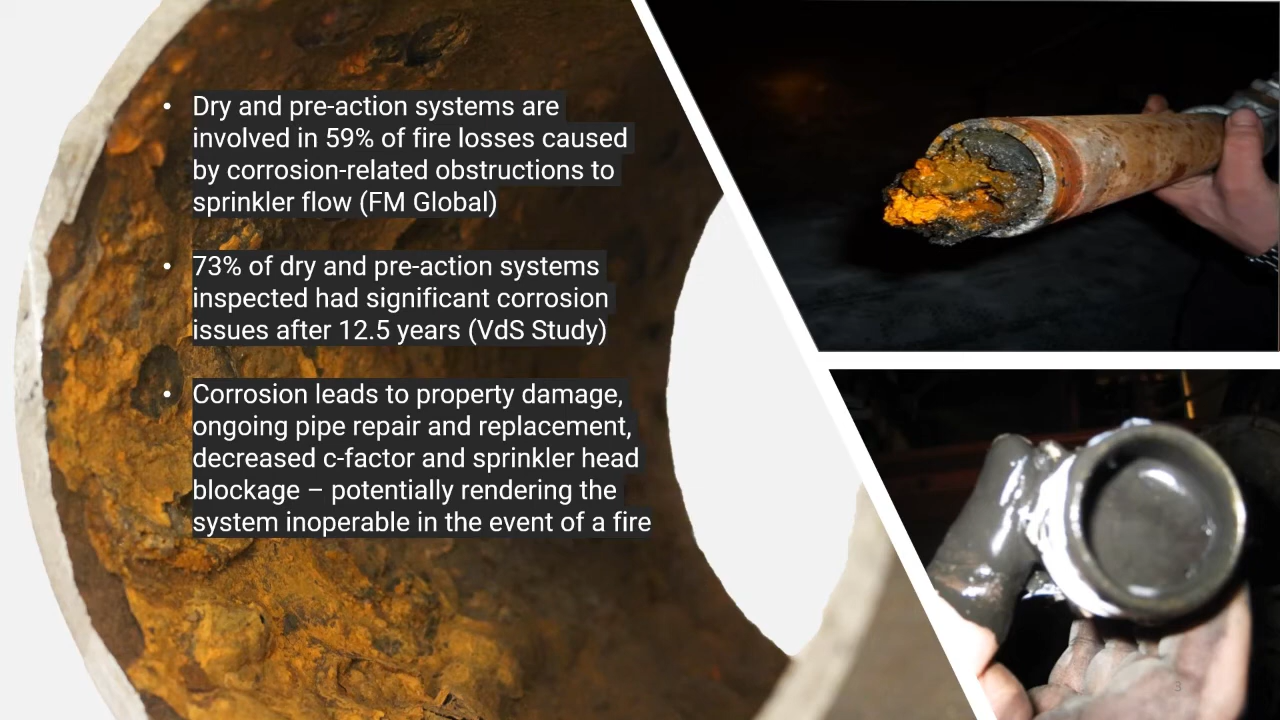 • Dry and pre-action systems are
involved in 59% of fire losses caused
by corrosion-related obstructions to
sprinkler flow (FM Global)
• 73% of dry and pre-action systems
inspected had significant corrosion
issues after 12.5 years (VdS Study)
• Corrosion leads to property damage,
ongoing pipe repair and replacement,
decreased c-factor and sprinkler head
blockage – potentially rendering the
system inoperable in the event of a fire
3